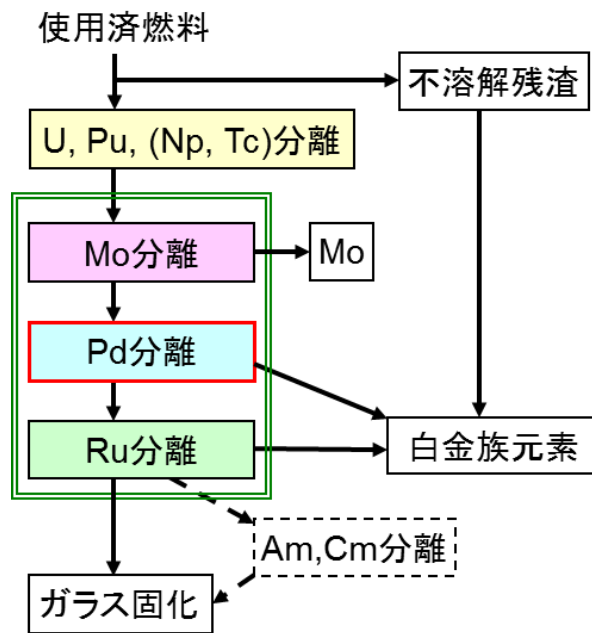 使用済燃料
不溶解残渣
U, Pu, (Np, Tc)分離
Mo分離
Mo
Pd分離
Ru分離
白金族元素
Am,Cm分離
ガラス固化